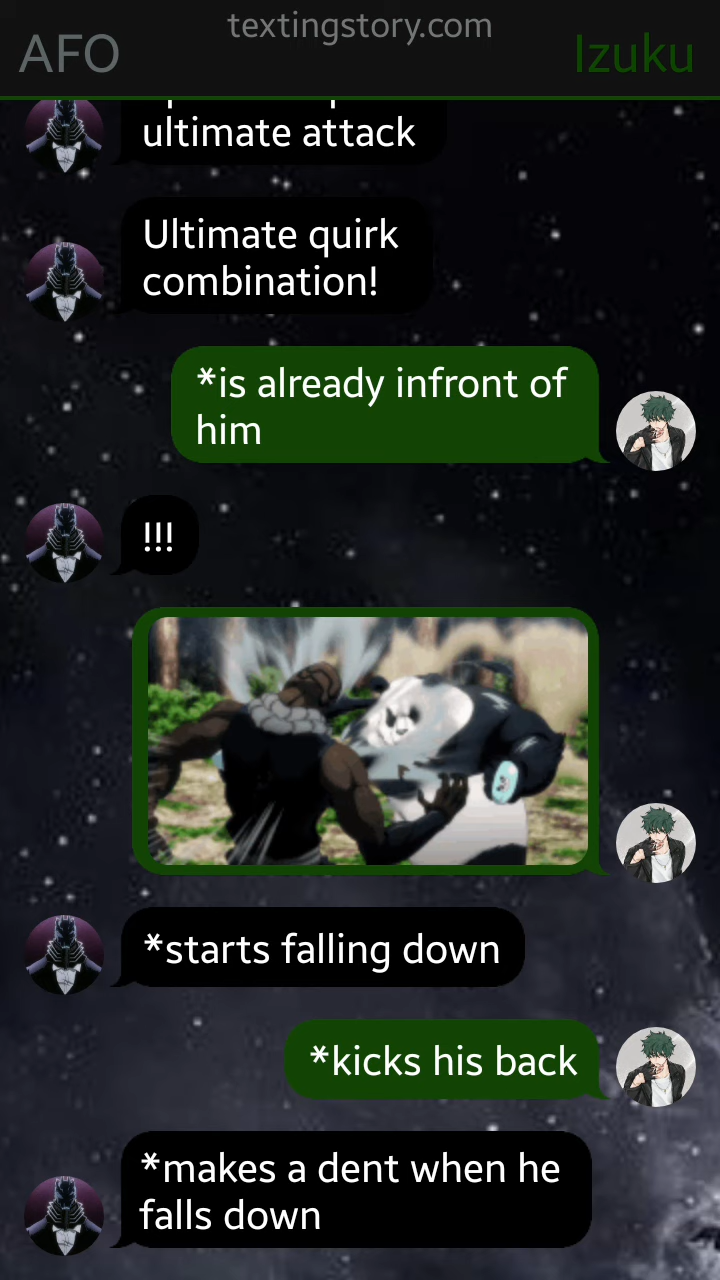 textingstory.com
AFO
Izuku
ultimate attack
Ultimate quirk
combination!
*is already infront of
him
!!!
*starts falling down
*kicks his back
*makes a dent when he
falls down